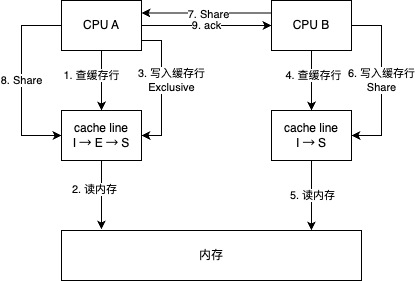 CPU A
7. Share
9. ack
CPU B
8. Share
1. 查缓存行
3. 写入缓存行
Exclusive
4. 查缓存行
6. 写入缓存行
Share
cache line
I → E → S
cache line
I → S
2. 读内存
5. 读内存
内存